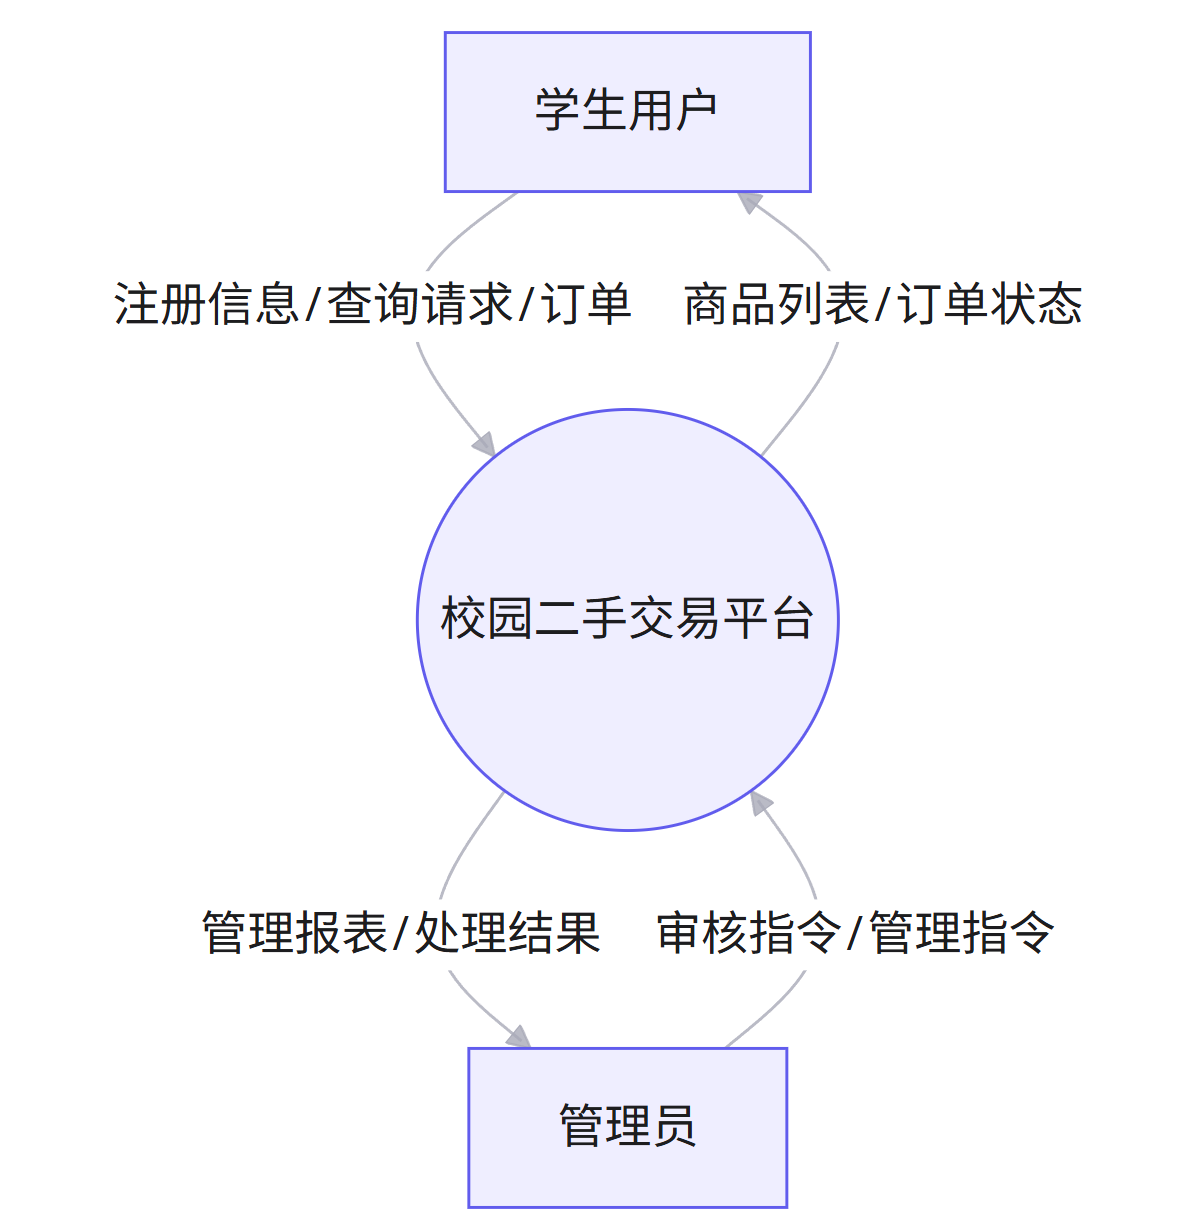 学生用户
注册信息/查询请求/订单
商品列表/订单状态
校园二手交易平台
管理报表/处理结果
审核指令/管理指令
管理员